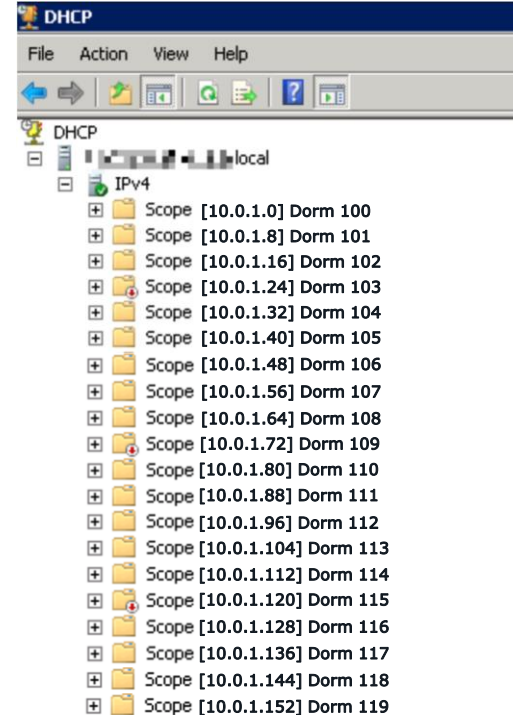 DHCP
File Action View Help
DHCP
local
IPv4
Scope [10.0.1.0] Dorm 100
Scope [10.0.1.8] Dorm 101
Scope [10.0.1.16] Dorm 102
Scope [10.0.1.24] Dorm 103
Scope [10.0.1.32] Dorm 104
Scope [10.0.1.40] Dorm 105
Scope [10.0.1.48] Dorm 106
Scope [10.0.1.56] Dorm 107
Scope [10.0.1.64] Dorm 108
Scope [10.0.1.72] Dorm 109
Scope [10.0.1.80] Dorm 110
Scope [10.0.1.88] Dorm 111
Scope [10.0.1.96] Dorm 112
Scope [10.0.1.104] Dorm 113
Scope [10.0.1.112] Dorm 114
Scope [10.0.1.120] Dorm 115
Scope [10.0.1.128] Dorm 116
Scope [10.0.1.136] Dorm 117
Scope [10.0.1.144] Dorm 118
Scope [10.0.1.152] Dorm 119